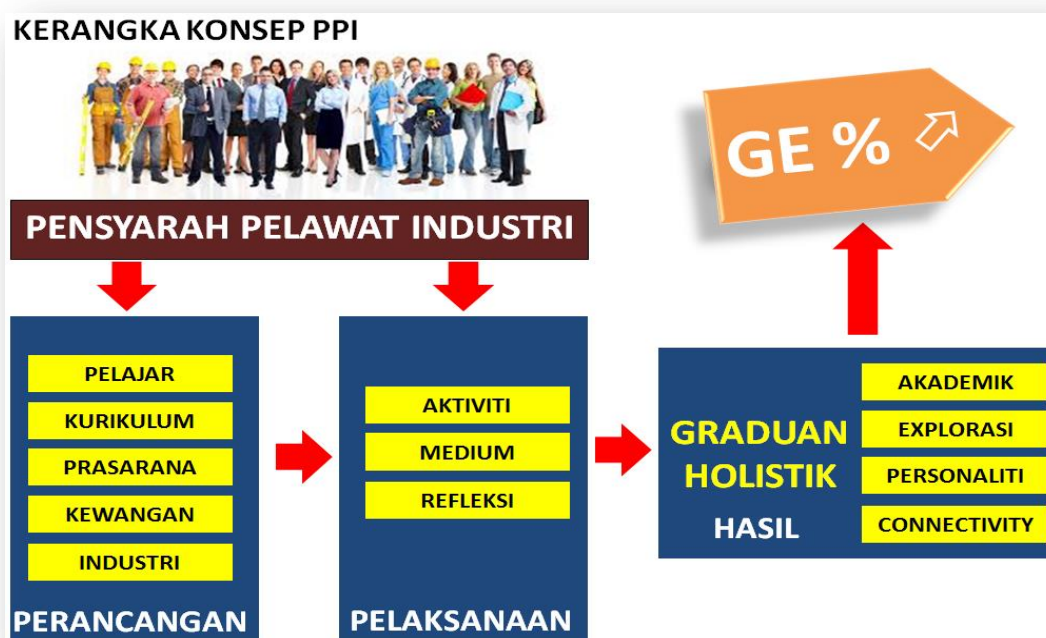 KERANGKA KONSEP PPI
GE %
PENSYARAH PELAWAT INDUSTRI
PELAJAR
KURIKULUM
PRASARANA
KEWANGAN
INDUSTRI
PERANCANGAN
AKTIVITI
MEDIUM
REFLEKSI
PELAKSANAAN
GRADUAN
HOLISTIK
HASIL
AKADEMIK
EXPLORASI
PERSONALITI
CONNECTIVITY